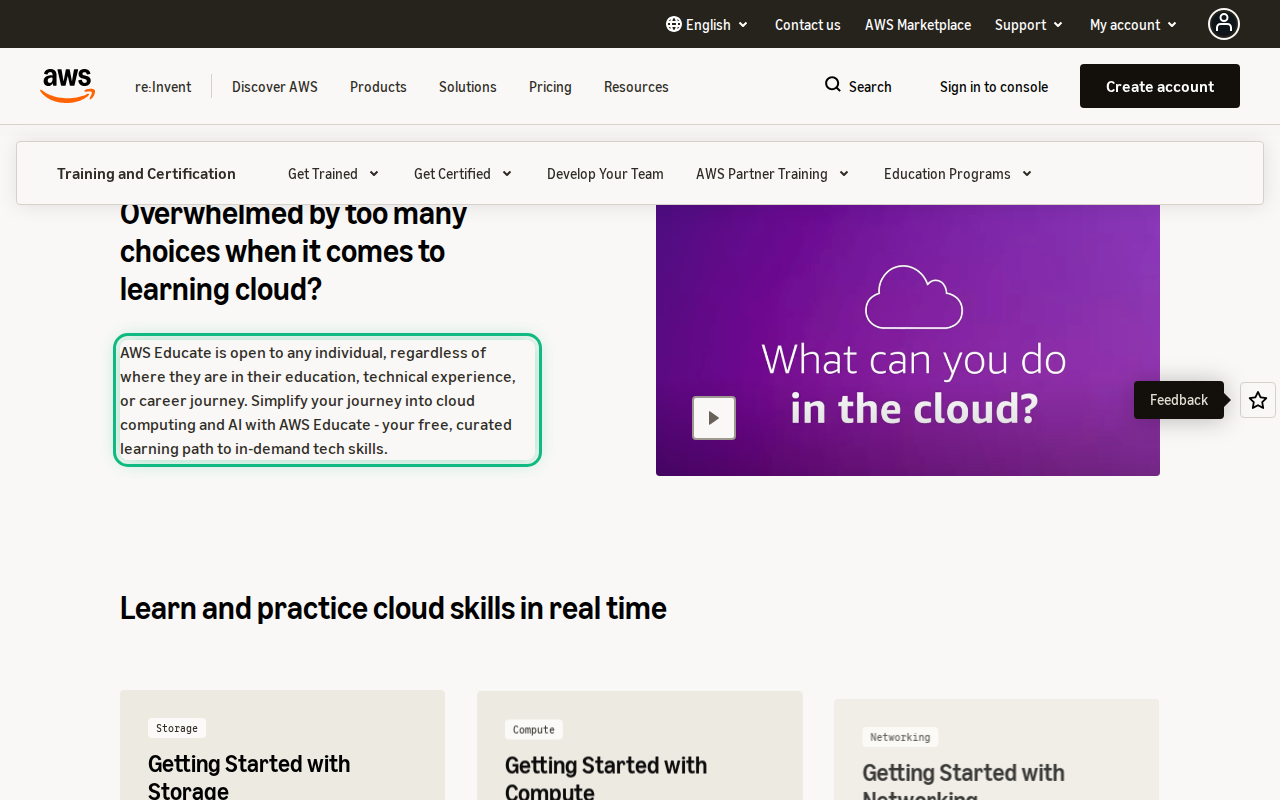 English
Contact us
AWS Marketplace
Support
My account
aws
re:Invent
Discover AWS
Products
Solutions
Pricing
Resources
Search
Sign in to console
Create account
Training and Certification
Get Trained
Get Certified
Develop Your Team
AWS Partner Training
Education Programs
Overwhelmed by too many
choices when it comes to
learning cloud?
AWS Educate is open to any individual, regardless of
where they are in their education, technical experience,
or career journey. Simplify your journey into cloud
computing and AI with AWS Educate - your free, curated
learning path to in-demand tech skills.
What can you do
in the cloud?
Feedback
Learn and practice cloud skills in real time
Storage
Getting Started with
Storage
Compute
Getting Started with
Compute
Networking
Getting Started with
Networking